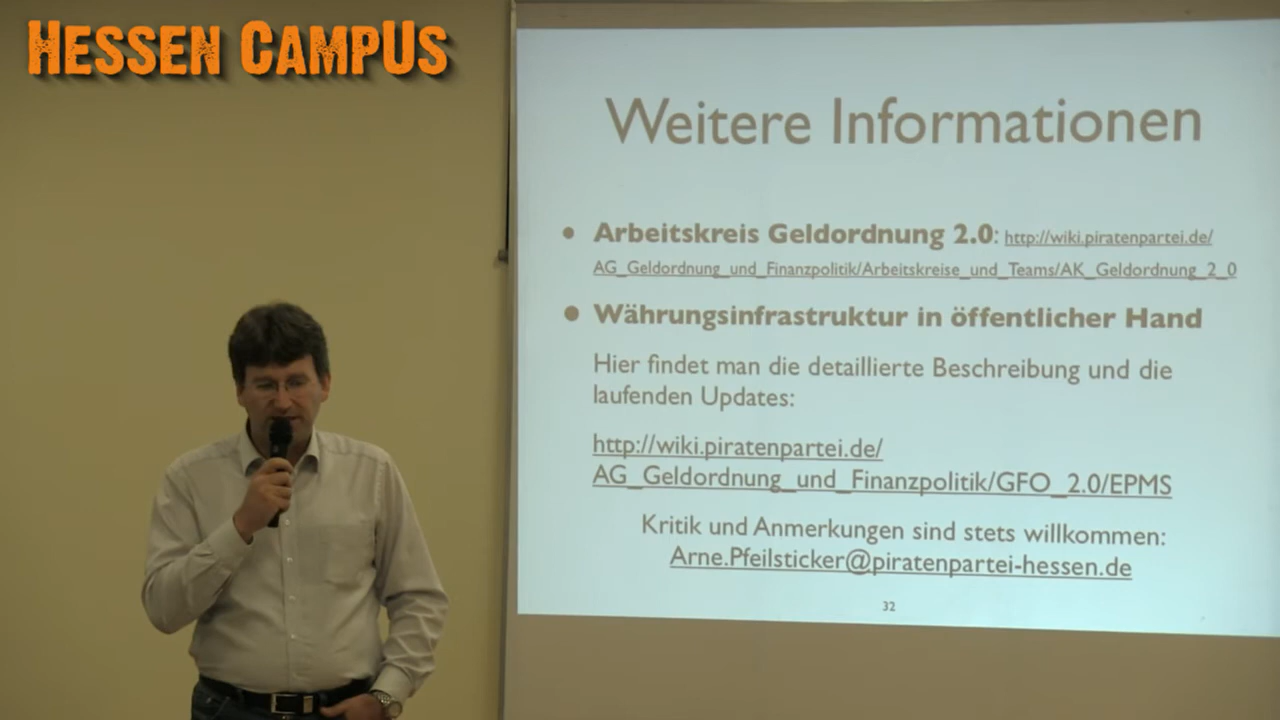 HESSEN CAMPUS
Weitere Informationen
• Arbeitskreis Geldordnung 2.0: http://wiki.piratenpartei.de/
AG_Geldordnung_und_Finanzpolitik/Arbeitskreise_und_Teams/AK_Geldordnung_2_0
• Währungsinfrastruktur in öffentlicher Hand
Hier findet man die detaillierte Beschreibung und die
laufenden Updates:
http://wiki.piratenpartei.de/
AG_Geldordnung_und_Finanzpolitik/GFO_2.0/EPMS
Kritik und Anmerkungen sind stets willkommen:
Arne.Pfeilsticker@piratenpartei-hessen.de
32